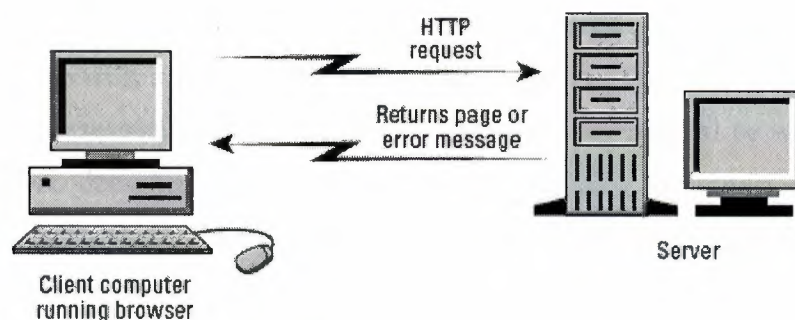 HTTP
request
Returns page or
error message
Server
Client computer
running browser